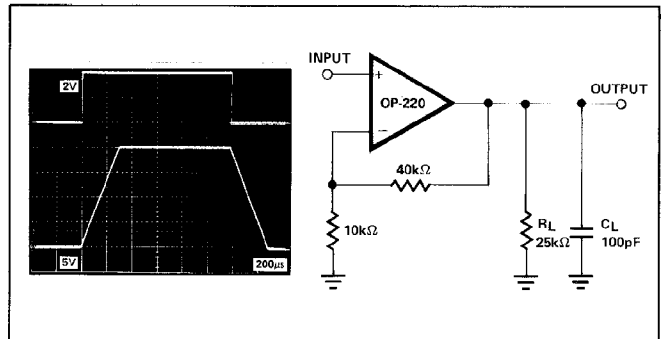 2V
5V
200μs
INPUT
+
OP-220
−
OUTPUT
40kΩ
10kΩ
RL
25kΩ
CL
100pF